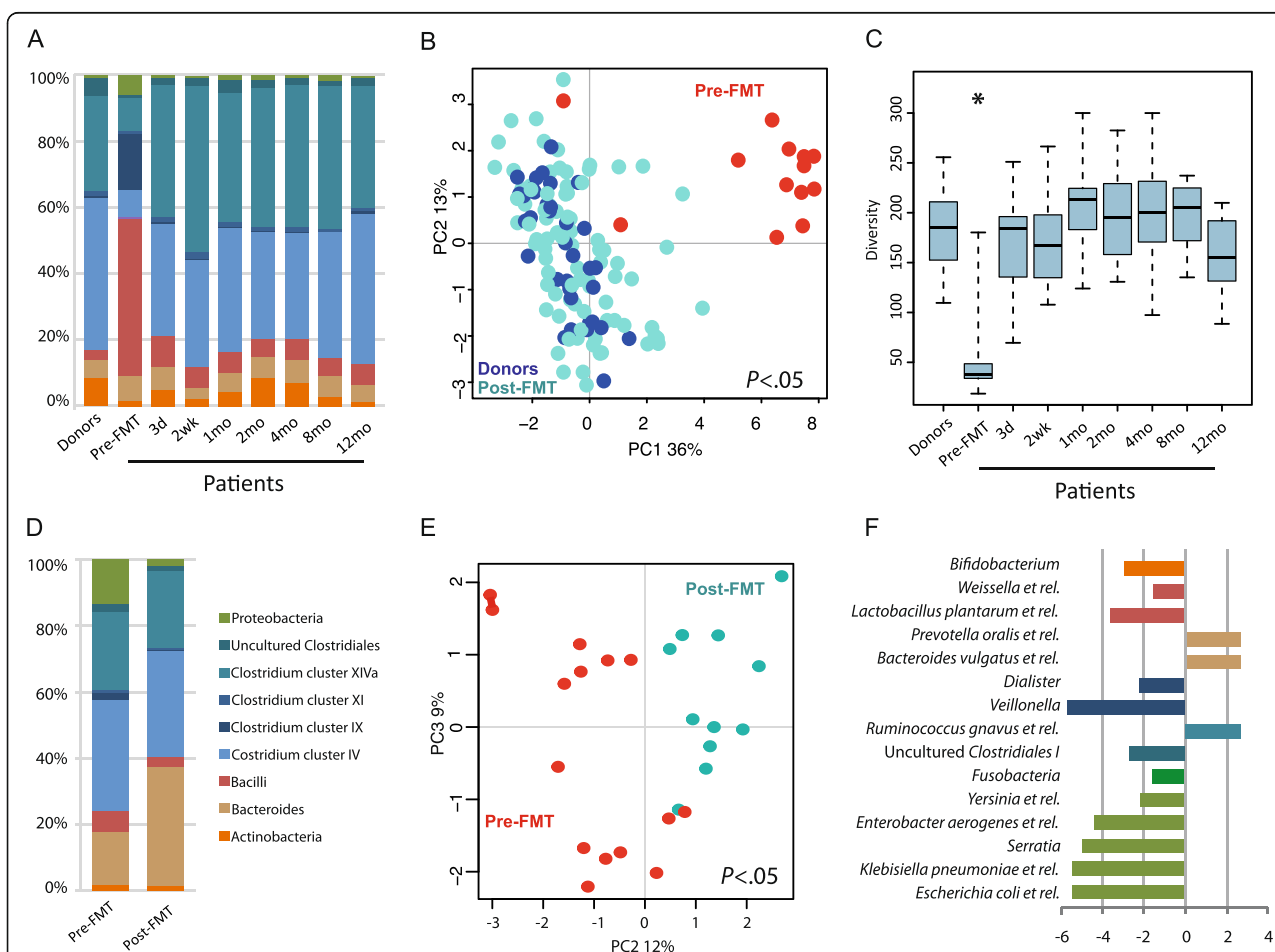 A
100%
80%
60%
40%
20%
0%
Donors
Pre-FMT
3d
2wk
1mo
2mo
4mo
8mo
12mo
Patients
B
PC2 13%
3
2
1
0
−1
−2
−3
Pre-FMT
Donors
Post-FMT
P<.05
−2
0
2
4
6
8
PC1 36%
C
Diversity
250
200
150
100
50
*
Donors
Pre-FMT
3d
2wk
1mo
2mo
4mo
8mo
12mo
Patients
D
100%
80%
60%
40%
20%
0%
Pre-FMT
Post-FMT
Proteobacteria
Uncultured Clostridiales
Clostridium cluster XIVa
Clostridium cluster XI
Clostridium cluster IX
Costridium cluster IV
Bacilli
Bacteroides
Actinobacteria
E
PC3 9%
2
1
0
−1
−2
Post-FMT
Pre-FMT
P<.05
-3
-2
-1
0
1
2
PC2 12%
F
Bifidobacterium
Weissella et rel.
Lactobacillus plantarum et rel.
Prevotella oralis et rel.
Bacteroides vulgatus et rel.
Dialister
Veillonella
Ruminococcus gnavus et rel.
Uncultured Clostridiales I
Fusobacteria
Yersinia et rel.
Enterobacter aerogenes et rel.
Serratia
Klebisiella pneumoniae et rel.
Escherichia coli et rel.
-6
-4
-2
0
2
4